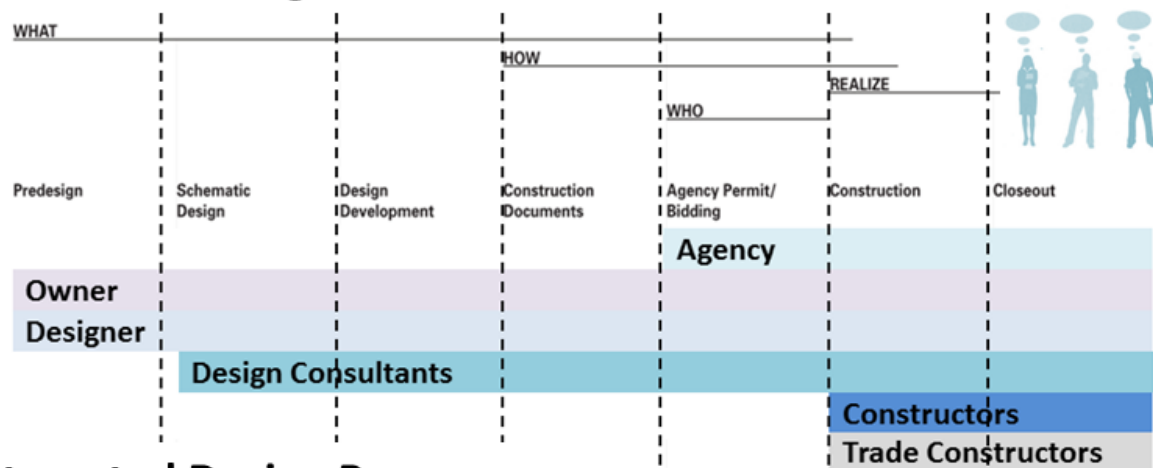 WHAT
HOW
REALIZE
WHO
Predesign
Schematic
Design
Design
Development
Construction
Documents
Agency Permit/
Bidding
Construction
Closeout
Agency
Owner
Designer
Design Consultants
Constructors
Trade Constructors